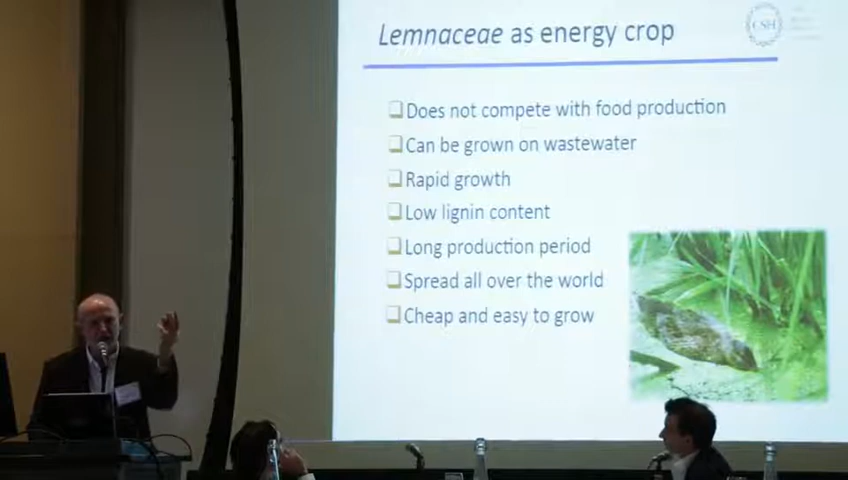 Lemnaceae as energy crop
CSH
Does not compete with food production
Can be grown on wastewater
Rapid growth
Low lignin content
Long production period
Spread all over the world
Cheap and easy to grow